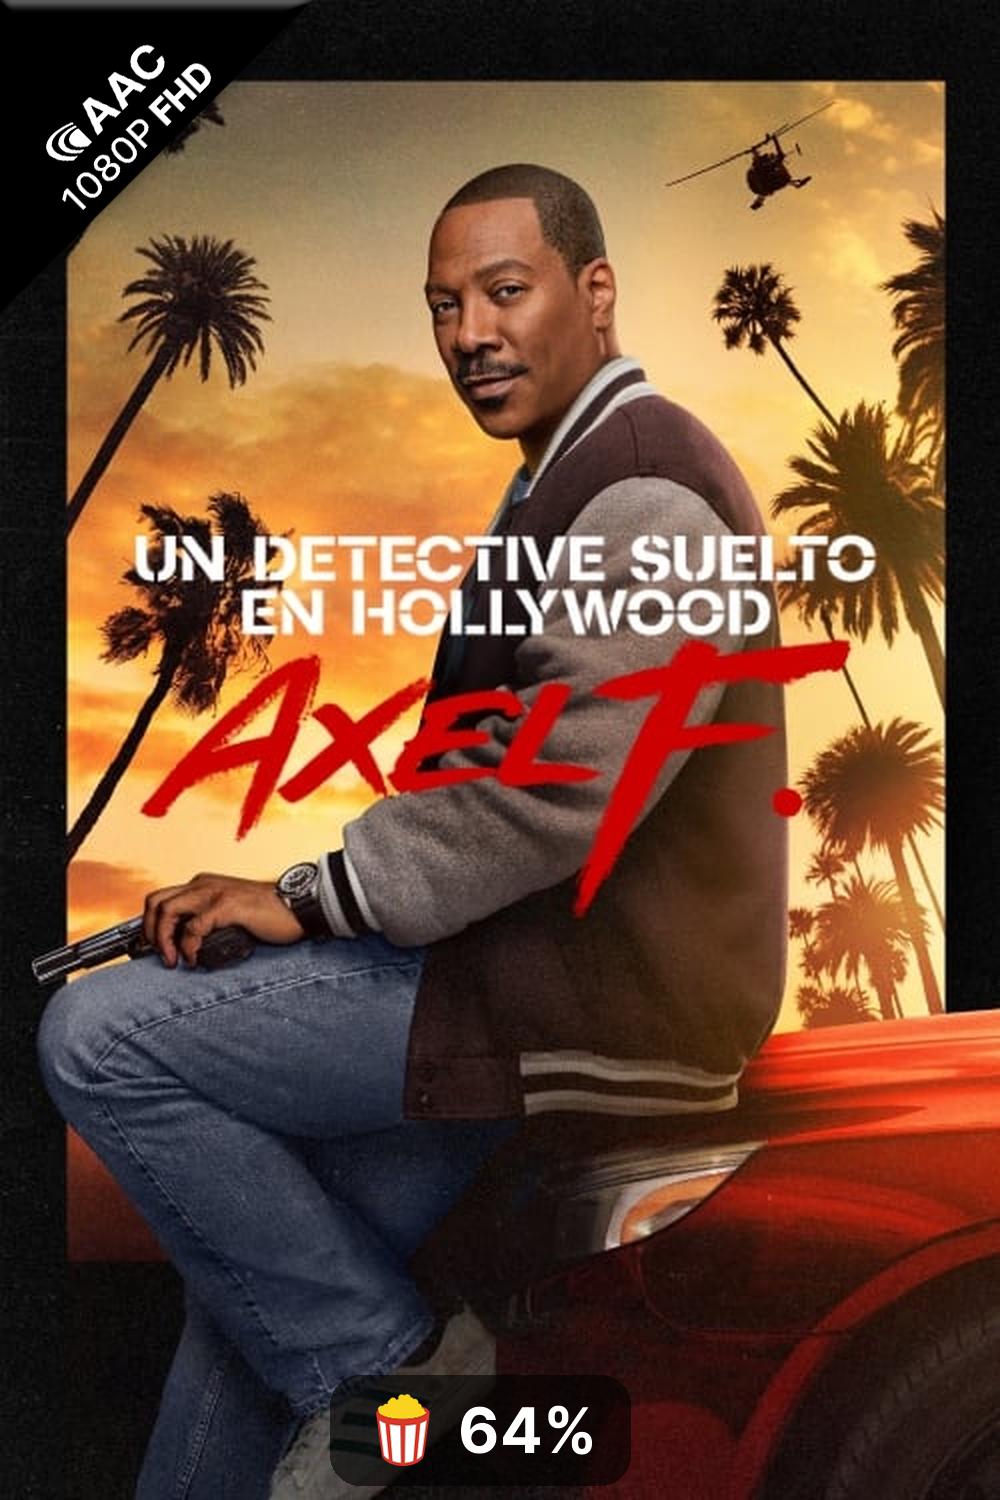 AAC
1080P FHD
UN DETECTIVE SUELTO
EN HOLLYWOOD
AXEL F.
64%